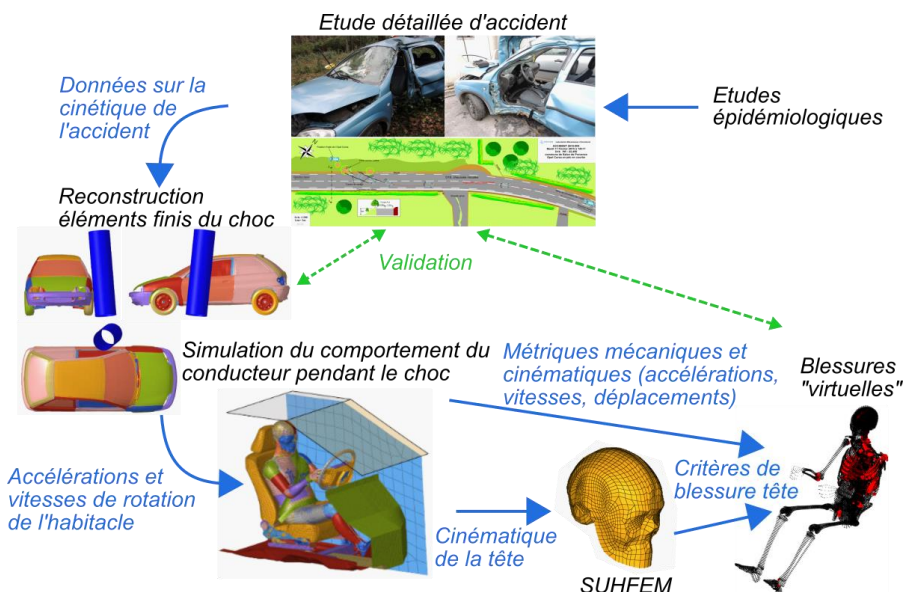 Etude détaillée d'accident
Données sur la
cinétique de
l'accident
Etudes
épidémiologiques
Reconstruction
éléments finis du choc
Validation
Simulation du comportement du
conducteur pendant le choc
Métriques mécaniques et
cinématiques (accélérations,
vitesses, déplacements)
Blessures
"virtuelles"
Accélérations et
vitesses de rotation
de l'habitacle
Cinématique
de la tête
Critères de
blessure tête
SUHFEM